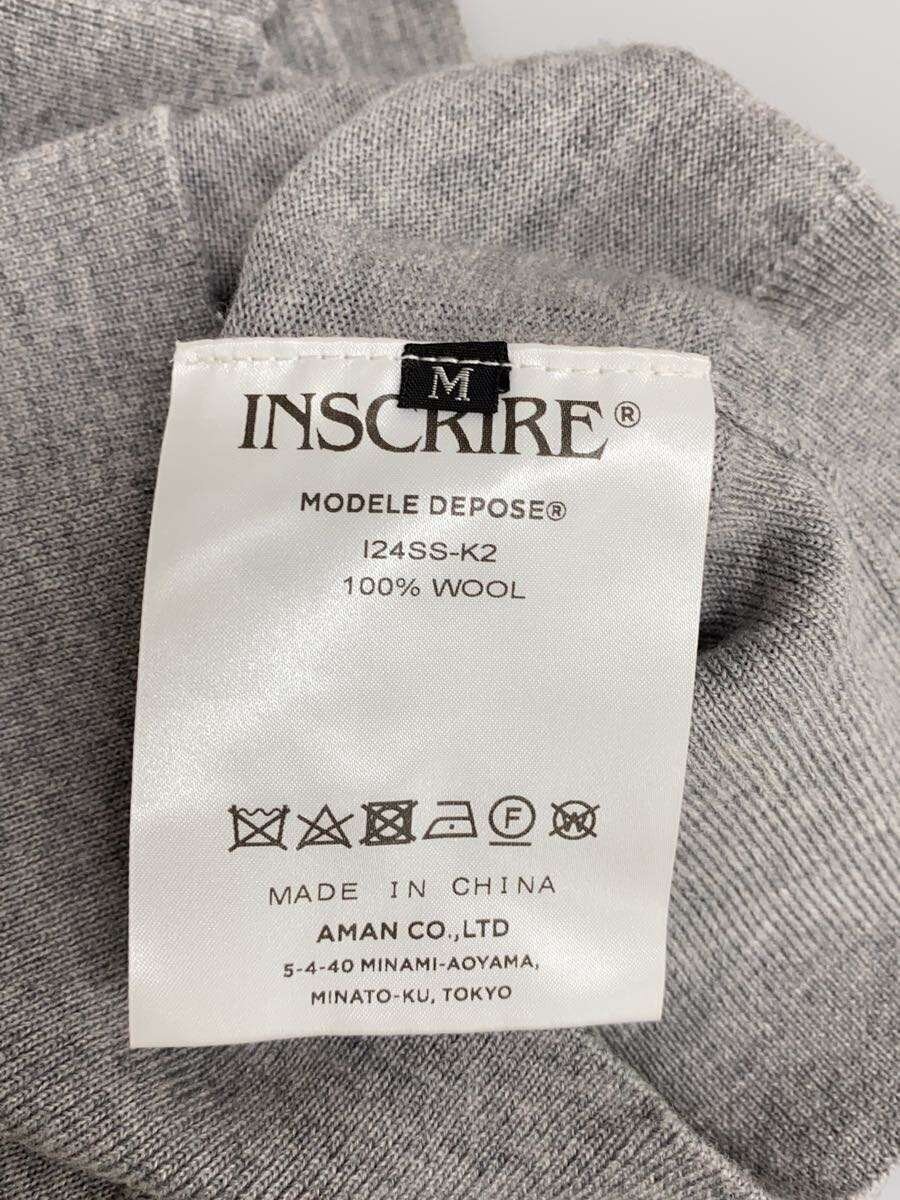 M
INSCRIRE®
MODELE DEPOSE®
I24SS-K2
100% WOOL
F
W
MADE IN CHINA
AMAN CO.,LTD
5-4-40 MINAMI-AOYAMA,
MINATO-KU, TOKYO